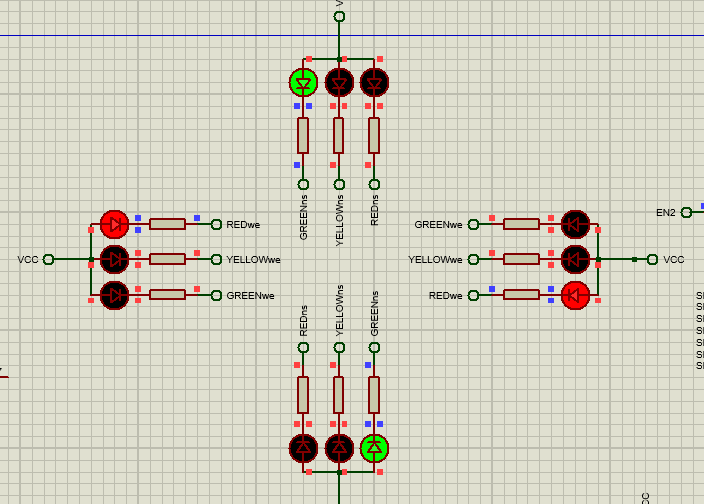 GREENns
YELLOWns
REDns
REDwe
YELLOWwe
GREENwe
VCC
GREENwe
YELLOWwe
REDwe
VCC
EN2
REDns
YELLOWns
GREENns